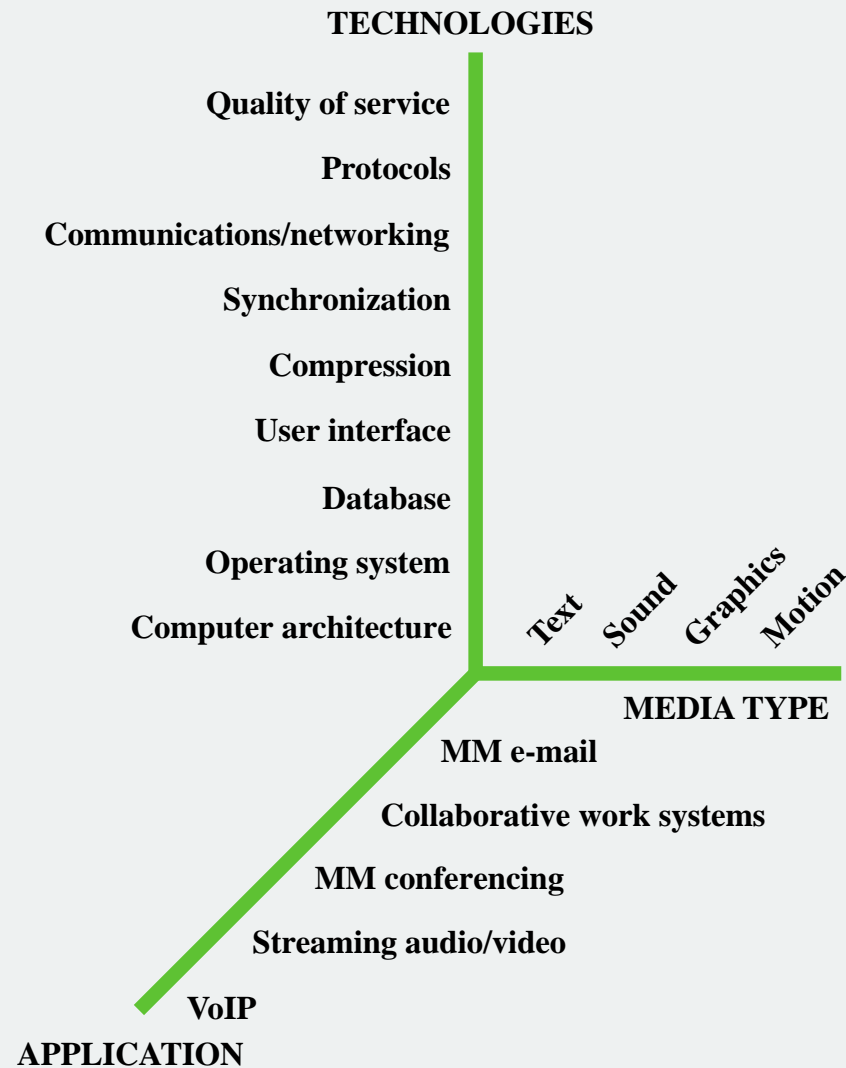 TECHNOLOGIES
Quality of service
Protocols
Communications/networking
Synchronization
Compression
User interface
Database
Operating system
Computer architecture
Text
Sound
Graphics
Motion
MEDIA TYPE
MM e-mail
Collaborative work systems
MM conferencing
Streaming audio/video
VoIP
APPLICATION